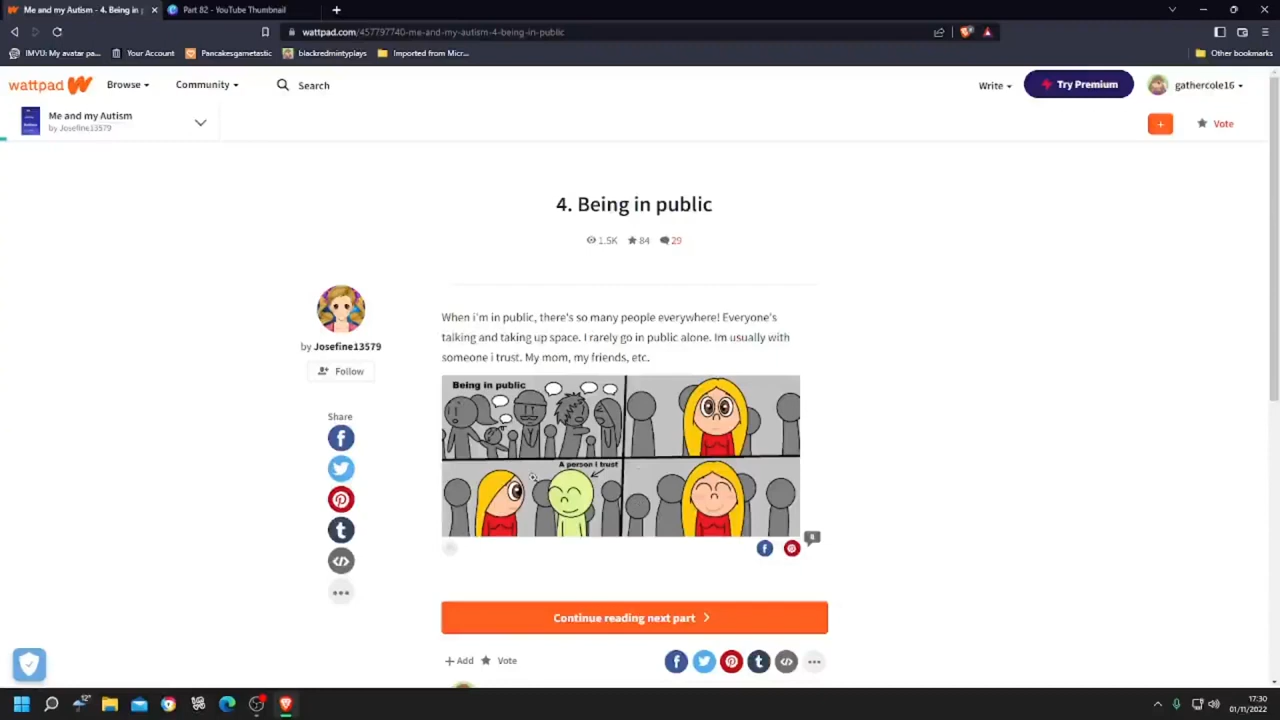 Me and my Autism - 4. Being in p
Part 82 - YouTube Thumbnail
wattpad.com/457797740-me-and-my-autism-4-being-in-public
IMVU: My avatar pa...
Your Account
Pancakesgametastic
blackredmintyplays
Imported from Micr...
Other bookmarks
wattpad
Browse
Community
Search
Write
Try Premium
gathercole16
Me and my Autism
by Josefine13579
+
Vote
4. Being in public
1.5K
84
29
by Josefine13579
Follow
Share
When i'm in public, there's so many people everywhere! Everyone's
talking and taking up space. I rarely go in public alone. Im usually with
someone i trust. My mom, my friends, etc.
Being in public
A person I trust
8
Continue reading next part
Add
Vote
17:30
01/11/2022